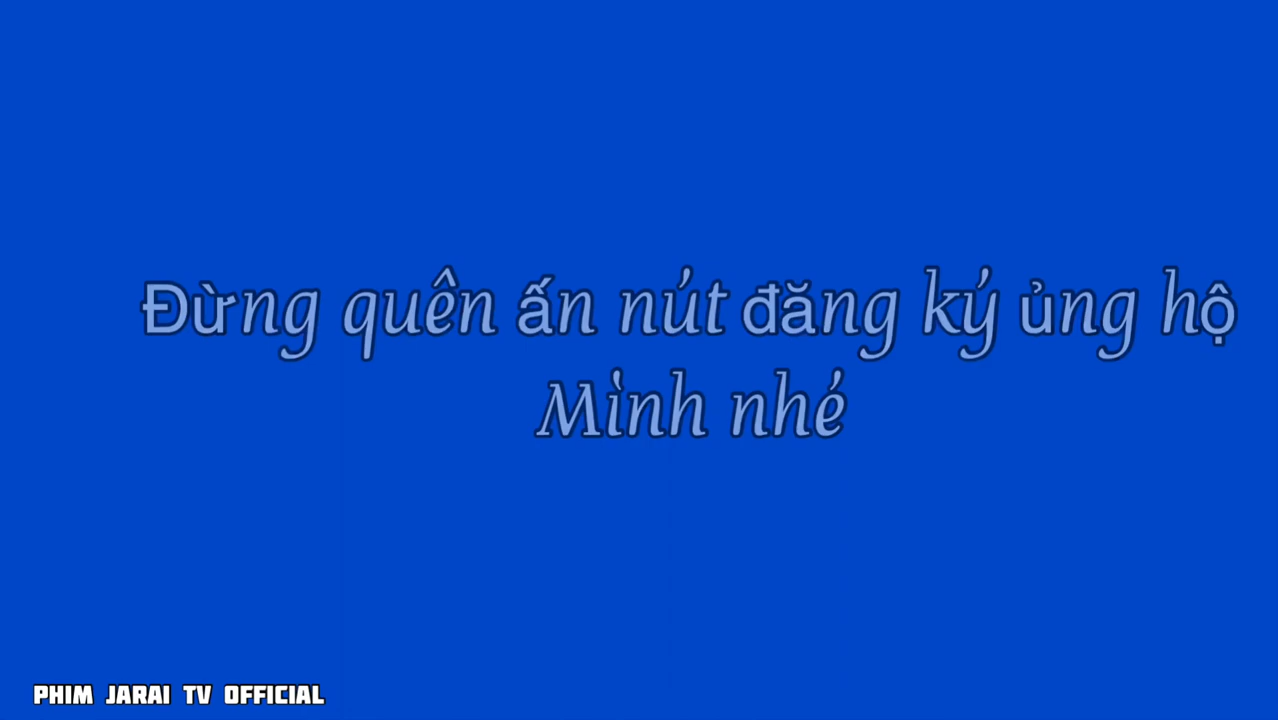 Đừng quên ấn nút đăng ký ủng hộ
Mình nhé
PHIM JARAI TV OFFICIAL